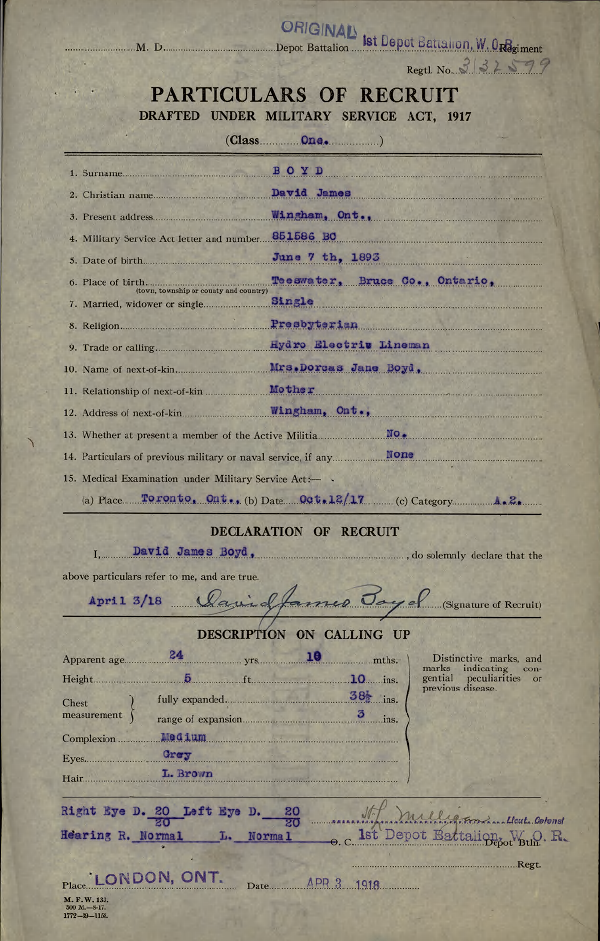 ORIGINAL
M. D. Depot Battalion 1st Depot Battalion, W. O. R. Regiment
Regtl. No. 3132599
PARTICULARS OF RECRUIT
DRAFTED UNDER MILITARY SERVICE ACT, 1917
(Class One. )
1. Surname BOYD
2. Christian name David James
3. Present address Wingham, Ont.,
4. Military Service Act letter and number 851586 BC
5. Date of birth June 7 th, 1893
6. Place of birth Teeswater, Bruce Co., Ontario,
(town, township or county and country)
7. Married, widower or single Single
8. Religion Presbyterian
9. Trade or calling Hydro Electric Lineman
10. Name of next-of-kin Mrs.Dorcas Jane Boyd,
11. Relationship of next-of-kin Mother
12. Address of next-of-kin Wingham, Ont.,
13. Whether at present a member of the Active Militia No.
14. Particulars of previous military or naval service, if any None
15. Medical Examination under Military Service Act:—
(a) Place Toronto, Ont., (b) Date Oct.12/17 (c) Category A.2.
DECLARATION OF RECRUIT
I, David James Boyd, , do solemnly declare that the
above particulars refer to me, and are true.
April 3/18 David James Boyd (Signature of Recruit)
DESCRIPTION ON CALLING UP
Apparent age 24 yrs 10 mths.
Height 5 ft 10 ins.
Chest measurement } fully expanded 38½ ins.
range of expansion 3 ins.
Complexion Medium
Eyes Grey
Hair L. Brown
Distinctive marks, and
marks indicating con-
gential peculiarities or
previous disease.
Right Eye D. 20/20 Left Eye D. 20/20
Lieut. Colonel
Hearing R. Normal L. Normal O. C. 1st Depot Battalion, W. O. R. Depot Btln.
Regt.
Place LONDON, ONT. Date APR 3 1918
M. F. W. 133.
500 M.—8-17.
1772-39-1158.